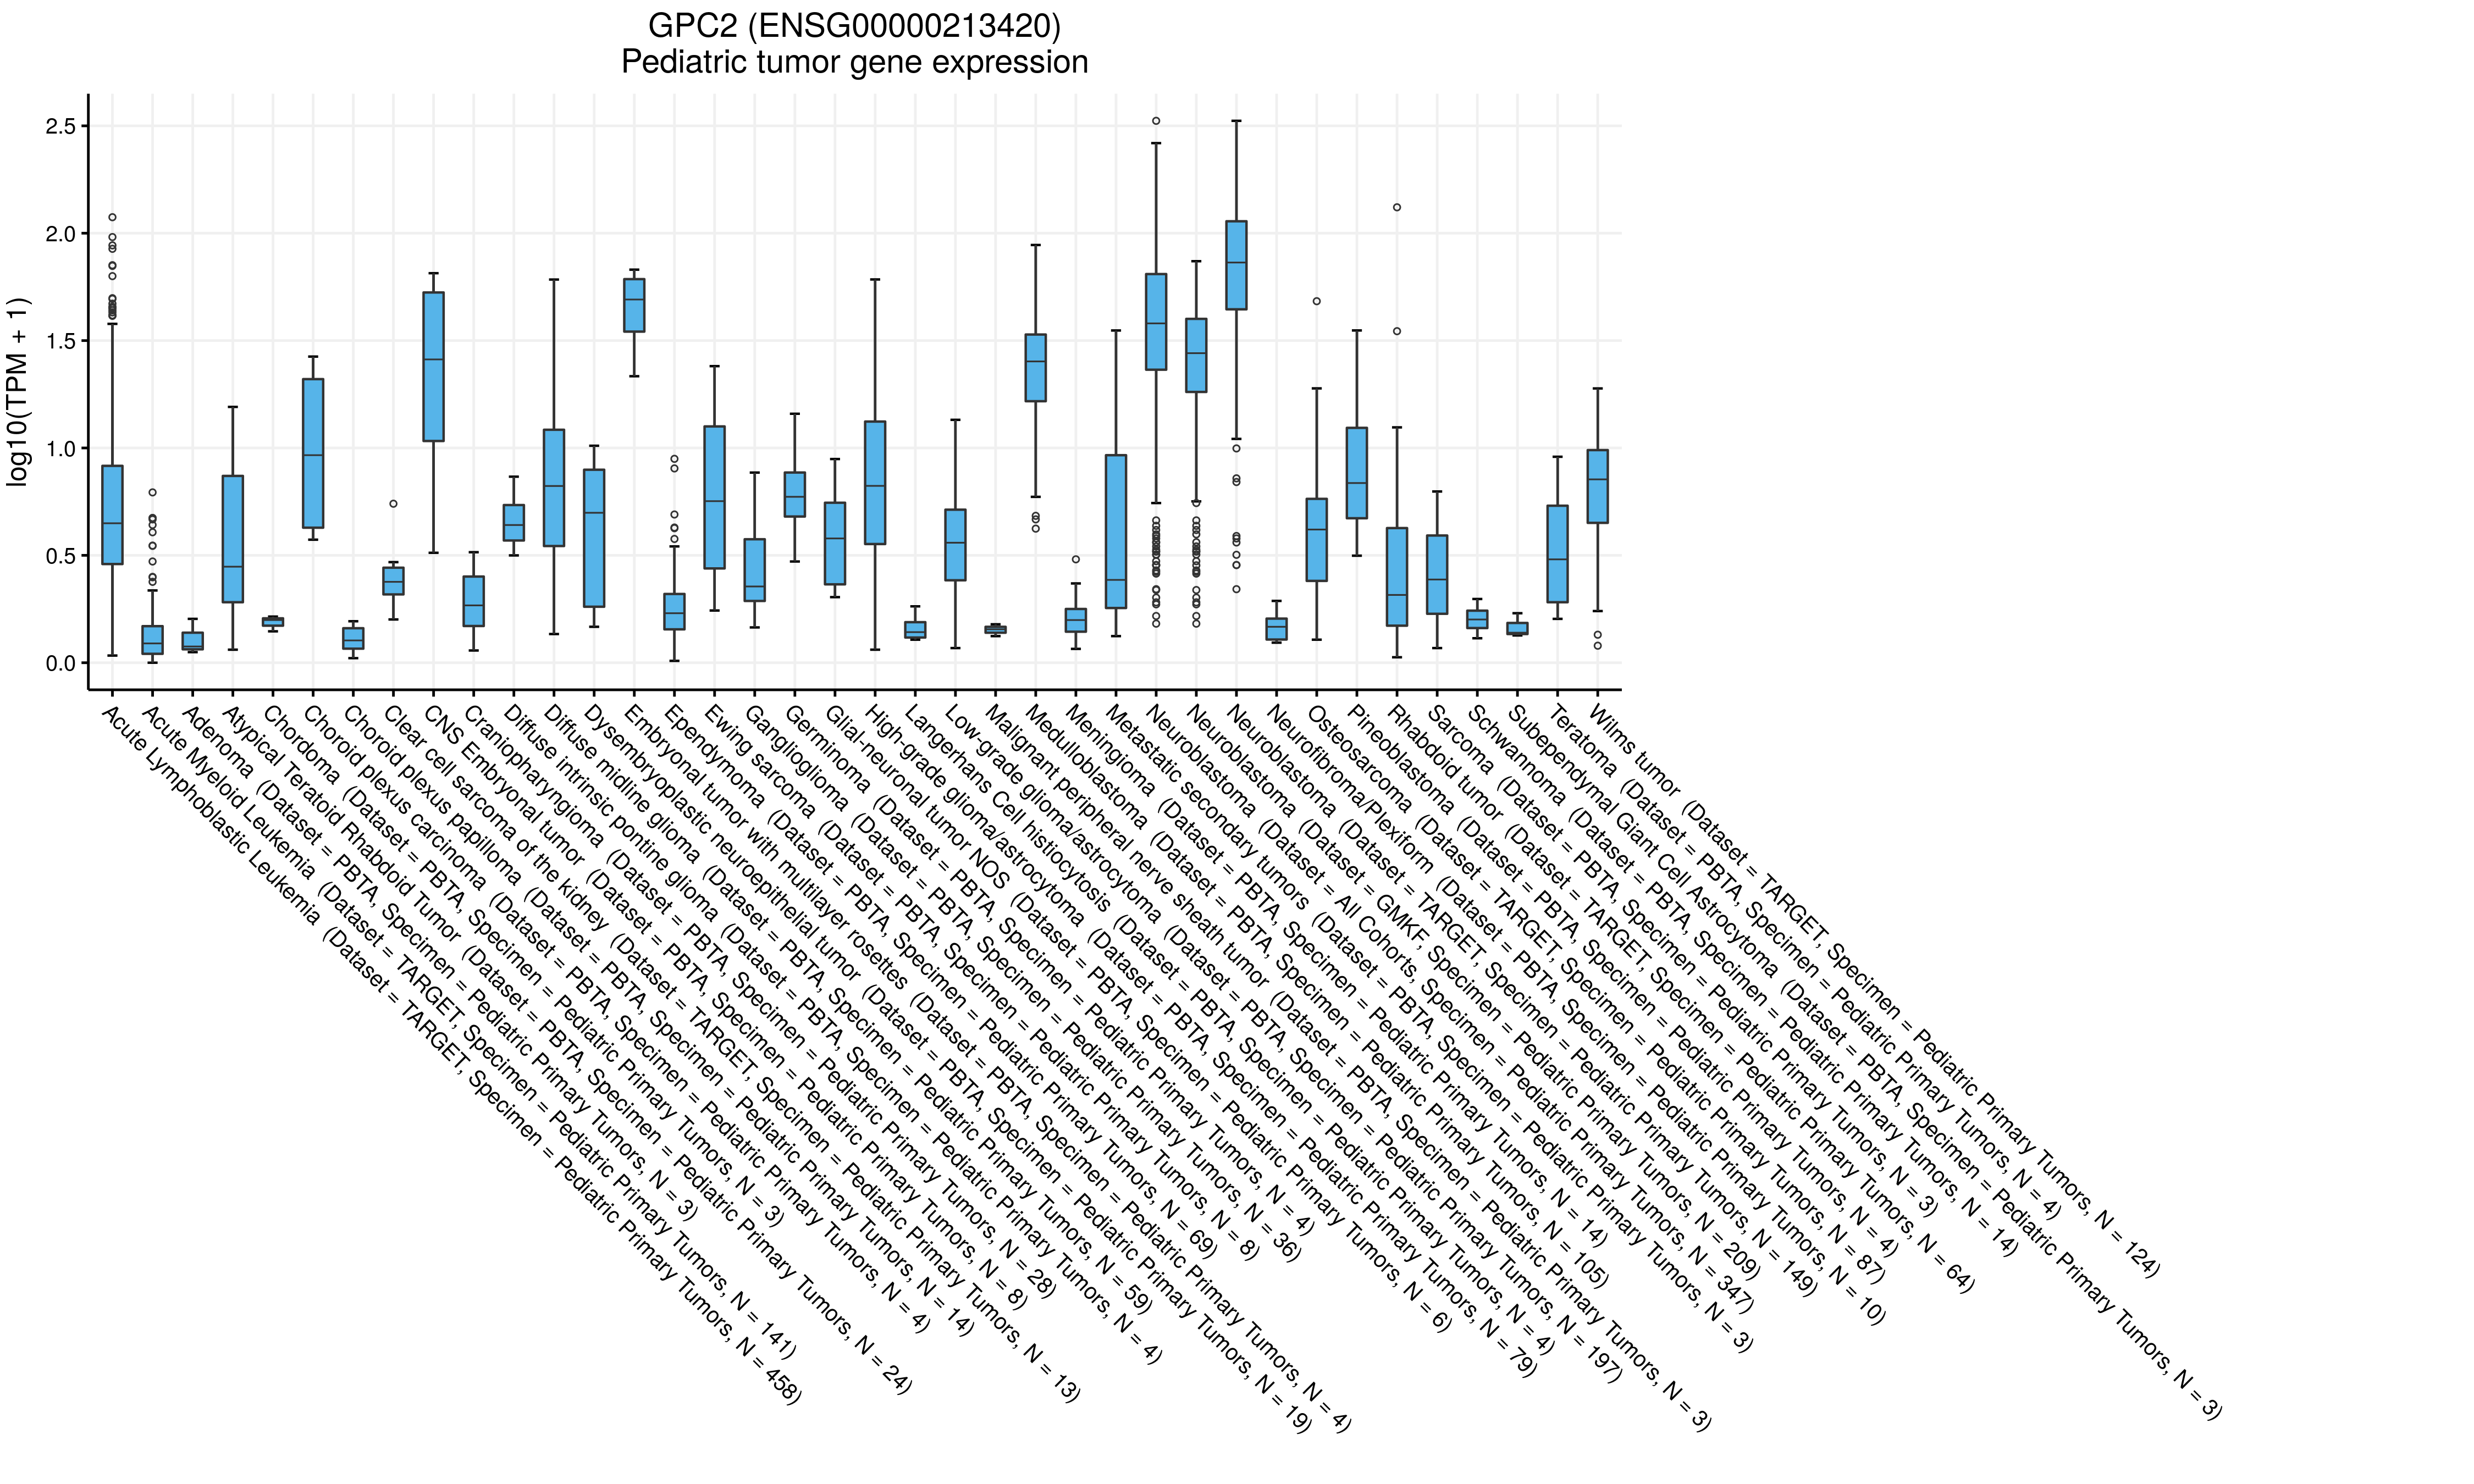 GPC2 (ENSG00000213420)
Pediatric tumor gene expression
log10(TPM + 1)
2.5
2.0
1.5
1.0
0.5
0.0
Acute Lymphoblastic Leukemia (Dataset = TARGET, Specimen = Pediatric Primary Tumors, N = 458)
Acute Myeloid Leukemia (Dataset = TARGET, Specimen = Pediatric Primary Tumors, N = 141)
Adenoma (Dataset = PBTA, Specimen = Pediatric Primary Tumors, N = 3)
Atypical Teratoid Rhabdoid Tumor (Dataset = PBTA, Specimen = Pediatric Primary Tumors, N = 24)
Chordoma (Dataset = PBTA, Specimen = Pediatric Primary Tumors, N = 3)
Choroid plexus carcinoma (Dataset = PBTA, Specimen = Pediatric Primary Tumors, N = 4)
Choroid plexus papilloma (Dataset = PBTA, Specimen = Pediatric Primary Tumors, N = 14)
Clear cell sarcoma of the kidney (Dataset = TARGET, Specimen = Pediatric Primary Tumors, N = 13)
CNS Embryonal tumor (Dataset = PBTA, Specimen = Pediatric Primary Tumors, N = 8)
Craniopharyngioma (Dataset = PBTA, Specimen = Pediatric Primary Tumors, N = 28)
Diffuse intrinsic pontine glioma (Dataset = PBTA, Specimen = Pediatric Primary Tumors, N = 4)
Diffuse midline glioma (Dataset = PBTA, Specimen = Pediatric Primary Tumors, N = 59)
Dysembryoplastic neuroepithelial tumor (Dataset = PBTA, Specimen = Pediatric Primary Tumors, N = 19)
Embryonal tumor with multilayer rosettes (Dataset = PBTA, Specimen = Pediatric Primary Tumors, N = 4)
Ependymoma (Dataset = PBTA, Specimen = Pediatric Primary Tumors, N = 69)
Ewing sarcoma (Dataset = PBTA, Specimen = Pediatric Primary Tumors, N = 8)
Ganglioglioma (Dataset = PBTA, Specimen = Pediatric Primary Tumors, N = 36)
Germinoma (Dataset = PBTA, Specimen = Pediatric Primary Tumors, N = 4)
Glial-neuronal tumor NOS (Dataset = PBTA, Specimen = Pediatric Primary Tumors, N = 6)
High-grade glioma/astrocytoma (Dataset = PBTA, Specimen = Pediatric Primary Tumors, N = 79)
Langerhans Cell histiocytosis (Dataset = PBTA, Specimen = Pediatric Primary Tumors, N = 4)
Low-grade glioma/astrocytoma (Dataset = PBTA, Specimen = Pediatric Primary Tumors, N = 197)
Malignant peripheral nerve sheath tumor (Dataset = PBTA, Specimen = Pediatric Primary Tumors, N = 3)
Medulloblastoma (Dataset = PBTA, Specimen = Pediatric Primary Tumors, N = 105)
Meningioma (Dataset = PBTA, Specimen = Pediatric Primary Tumors, N = 14)
Metastatic secondary tumors (Dataset = PBTA, Specimen = Pediatric Primary Tumors, N = 3)
Neuroblastoma (Dataset = All Cohorts, Specimen = Pediatric Primary Tumors, N = 347)
Neuroblastoma (Dataset = GMKF, Specimen = Pediatric Primary Tumors, N = 209)
Neuroblastoma (Dataset = TARGET, Specimen = Pediatric Primary Tumors, N = 149)
Neurofibroma/Plexiform (Dataset = PBTA, Specimen = Pediatric Primary Tumors, N = 10)
Osteosarcoma (Dataset = TARGET, Specimen = Pediatric Primary Tumors, N = 87)
Pineoblastoma (Dataset = PBTA, Specimen = Pediatric Primary Tumors, N = 4)
Rhabdoid tumor (Dataset = TARGET, Specimen = Pediatric Primary Tumors, N = 64)
Sarcoma (Dataset = PBTA, Specimen = Pediatric Primary Tumors, N = 3)
Schwannoma (Dataset = PBTA, Specimen = Pediatric Primary Tumors, N = 14)
Subependymal Giant Cell Astrocytoma (Dataset = PBTA, Specimen = Pediatric Primary Tumors, N = 3)
Teratoma (Dataset = PBTA, Specimen = Pediatric Primary Tumors, N = 4)
Wilms tumor (Dataset = TARGET, Specimen = Pediatric Primary Tumors, N = 124)